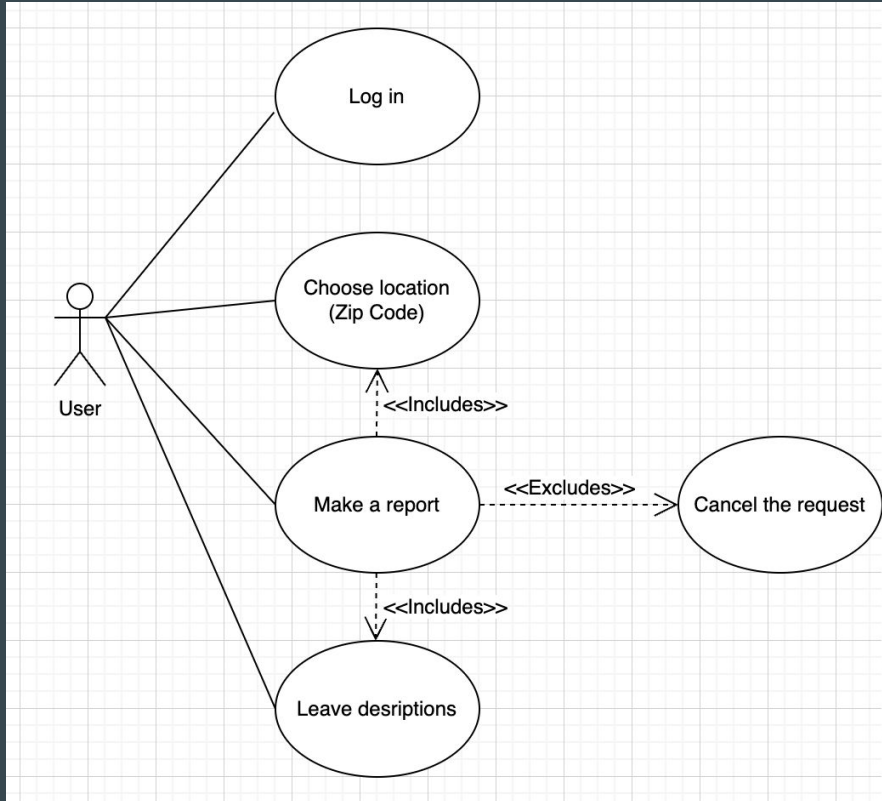 Log in
Choose location
(Zip Code)
User
<<Includes>>
Make a report
<<Excludes>>
Cancel the request
<<Includes>>
Leave desriptions